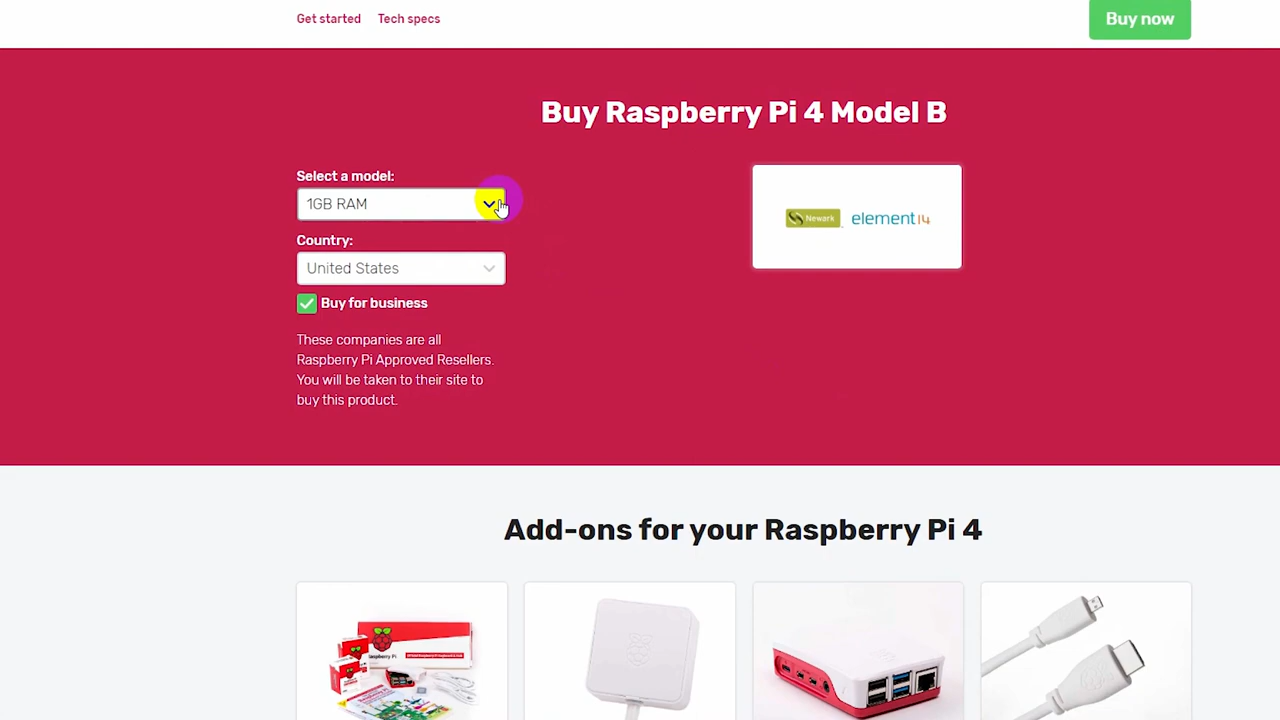 Get started Tech specs
Buy now
Buy Raspberry Pi 4 Model B
Select a model:
1GB RAM
Country:
United States
Buy for business
These companies are all
Raspberry Pi Approved Resellers.
You will be taken to their site to
buy this product.
Newark element14
Add-ons for your Raspberry Pi 4
Raspberry Pi